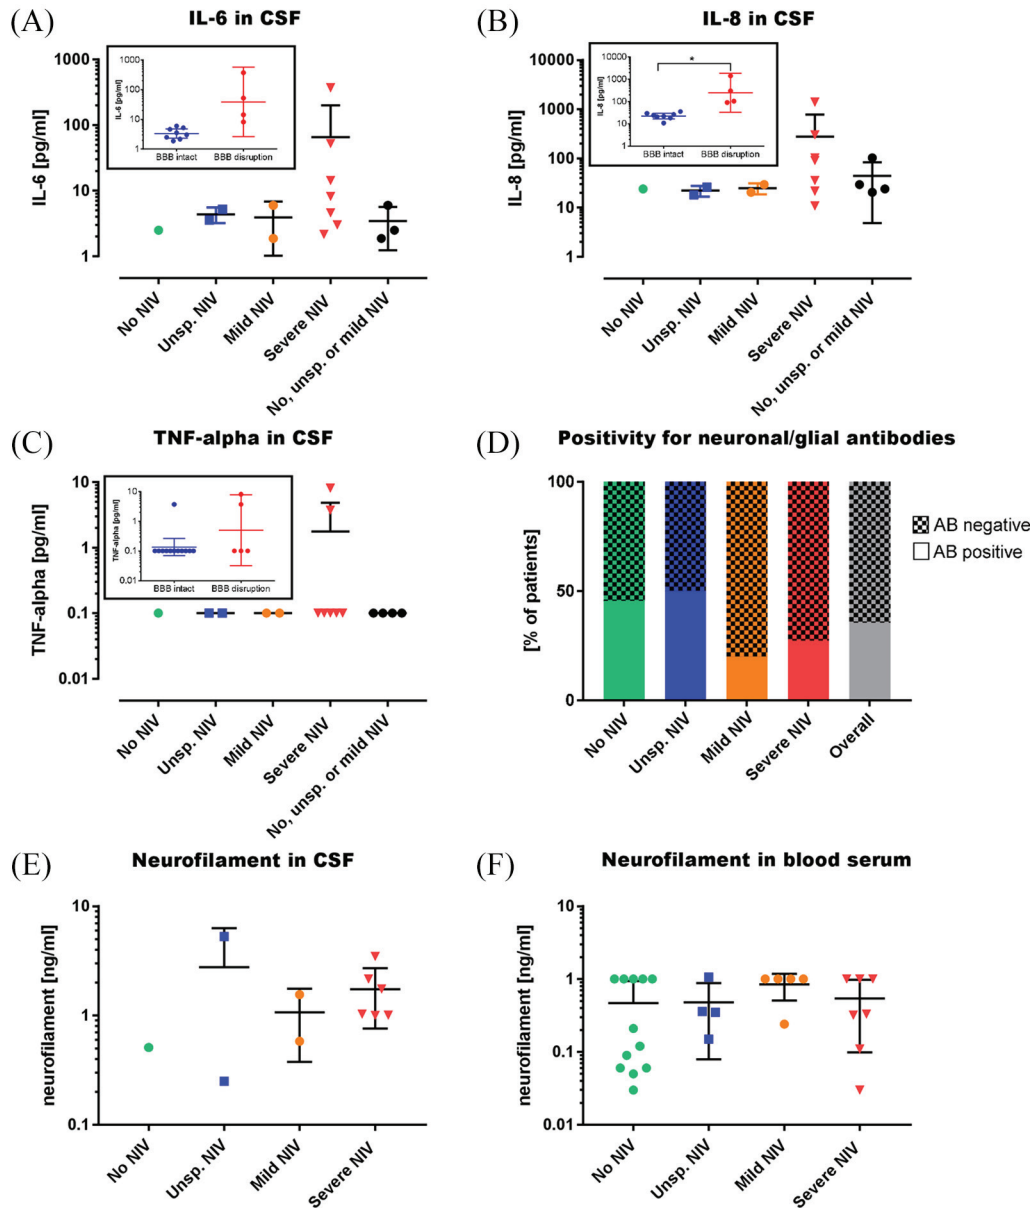 (A)
IL-6 in CSF
IL-6 [pg/ml]
1000
100
10
1
IL-6 [pg/ml]
1000
100
10
1
BBB intact
BBB disruption
No NIV
Unsp. NIV
Mild NIV
Severe NIV
No, unsp. or mild NIV
(B)
IL-8 in CSF
IL-8 [pg/ml]
10000
1000
100
10
1
IL-8 [pg/ml]
10000
1000
100
10
1
*
BBB intact
BBB disruption
No NIV
Unsp. NIV
Mild NIV
Severe NIV
No, unsp. or mild NIV
(C)
TNF-alpha in CSF
TNF-alpha [pg/ml]
10
1
0.1
0.01
TNF-alpha [pg/ml]
10
1
0.1
0.01
BBB intact
BBB disruption
No NIV
Unsp. NIV
Mild NIV
Severe NIV
No, unsp. or mild NIV
(D)
Positivity for neuronal/glial antibodies
[% of patients]
100
50
0
AB negative
AB positive
No NIV
Unsp. NIV
Mild NIV
Severe NIV
Overall
(E)
Neurofilament in CSF
neurofilament [ng/ml]
10
1
0.1
No NIV
Unsp. NIV
Mild NIV
Severe NIV
(F)
Neurofilament in blood serum
neurofilament [ng/ml]
10
1
0.1
0.01
No NIV
Unsp. NIV
Mild NIV
Severe NIV